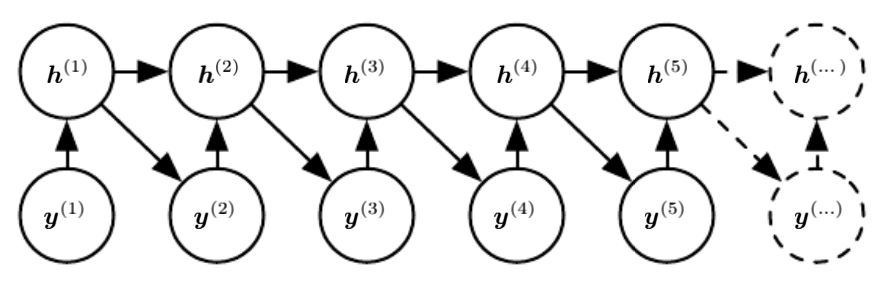 h(1) h(2) h(3) h(4) h(5) h(...)
y(1) y(2) y(3) y(4) y(5) y(...)